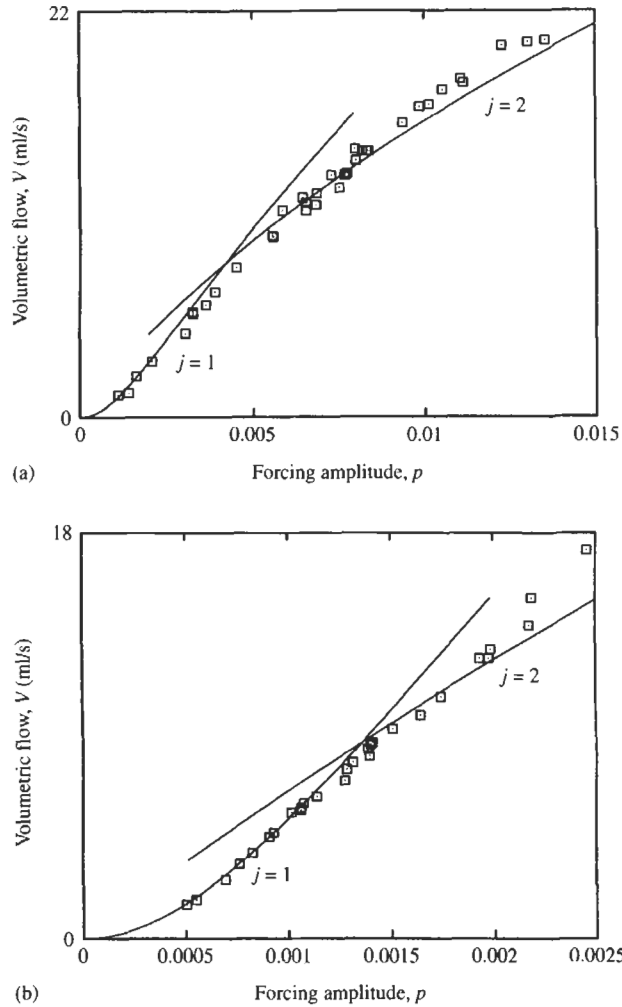 22
Volumetric flow, V (ml/s)
j = 2
j = 1
0
0 0.005 0.01 0.015
(a) Forcing amplitude, p
18
Volumetric flow, V (ml/s)
j = 2
j = 1
0
0 0.0005 0.001 0.0015 0.002 0.0025
(b) Forcing amplitude, p